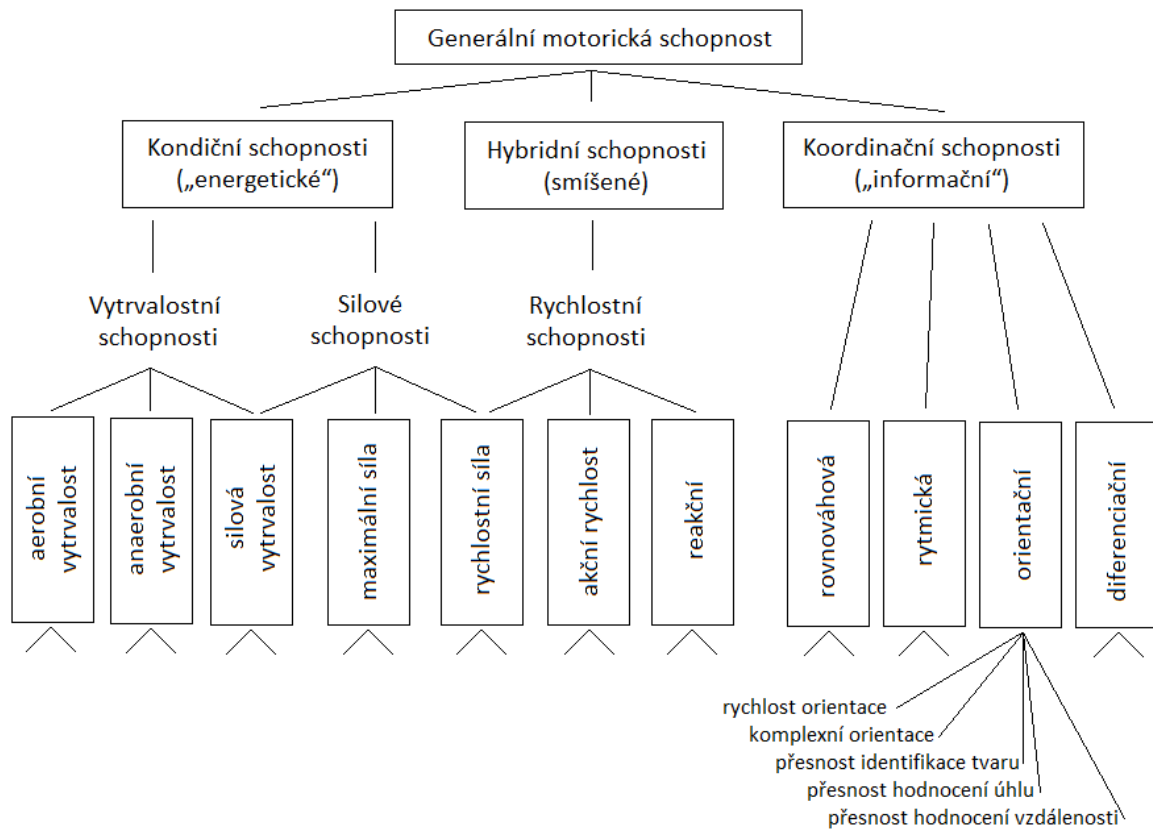 Generální motorická schopnost
Kondiční schopnosti
(„energetické“)
Hybridní schopnosti
(smíšené)
Koordinační schopnosti
(„informační“)
Vytrvalostní
schopnosti
Silové
schopnosti
Rychlostní
schopnosti
aerobní
vytrvalost
anaerobní
vytrvalost
silová
vytrvalost
maximální síla
rychlostní síla
akční rychlost
reakční
rovnováhová
rytmická
orientační
diferenciační
rychlost orientace
komplexní orientace
přesnost identifikace tvaru
přesnost hodnocení úhlu
přesnost hodnocení vzdálenosti